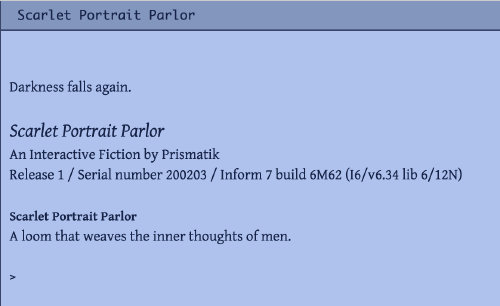 Scarlet Portrait Parlor
Darkness falls again.
Scarlet Portrait Parlor
An Interactive Fiction by Prismatik
Release 1 / Serial number 200203 / Inform 7 build 6M62 (I6/v6.34 lib 6/12N)
Scarlet Portrait Parlor
A loom that weaves the inner thoughts of men.
>